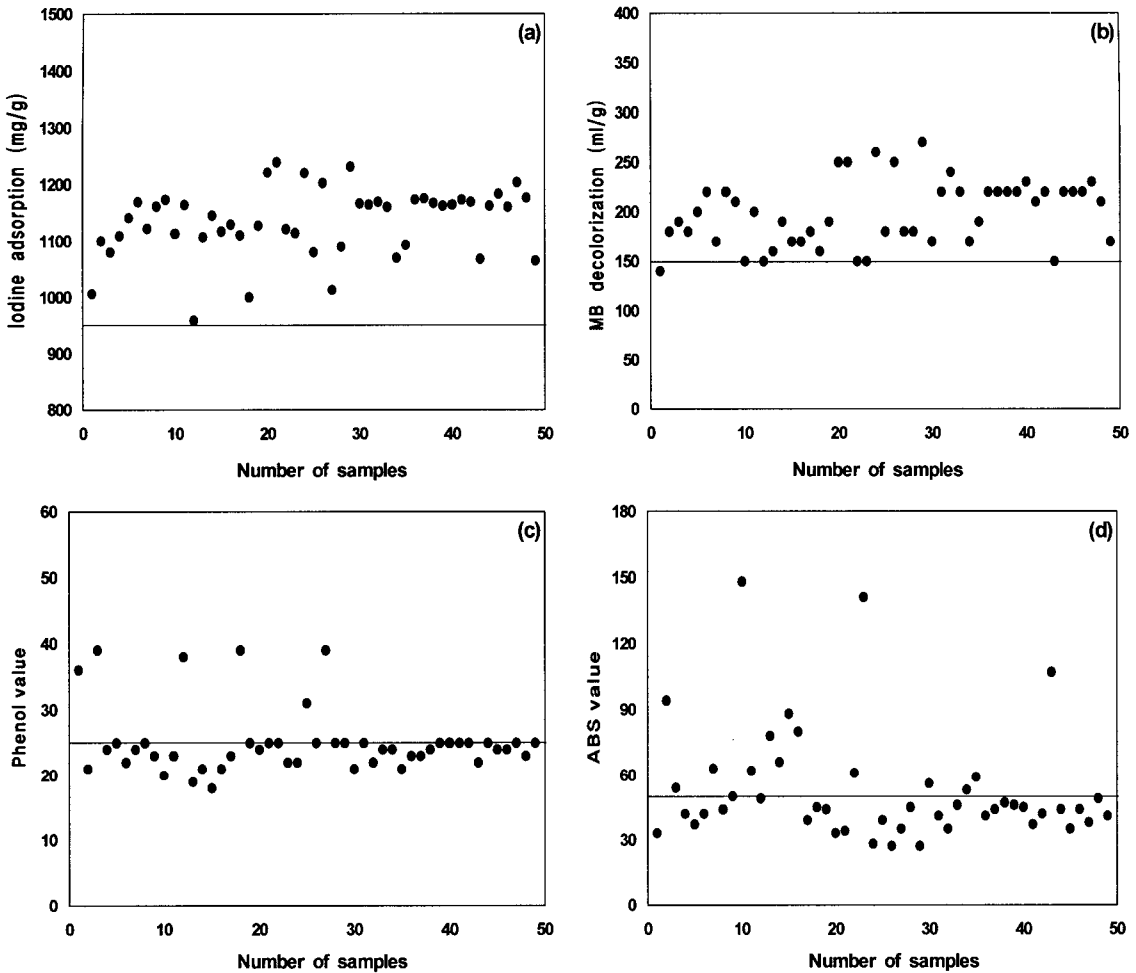 (a)
Iodine adsorption (mg/g)
1500
1400
1300
1200
1100
1000
900
800
0 10 20 30 40 50
Number of samples
(b)
MB decolorization (ml/g)
400
350
300
250
200
150
100
50
0
0 10 20 30 40 50
Number of samples
(c)
Phenol value
60
50
40
30
20
10
0
0 10 20 30 40 50
Number of samples
(d)
ABS value
180
150
120
90
60
30
0
0 10 20 30 40 50
Number of samples